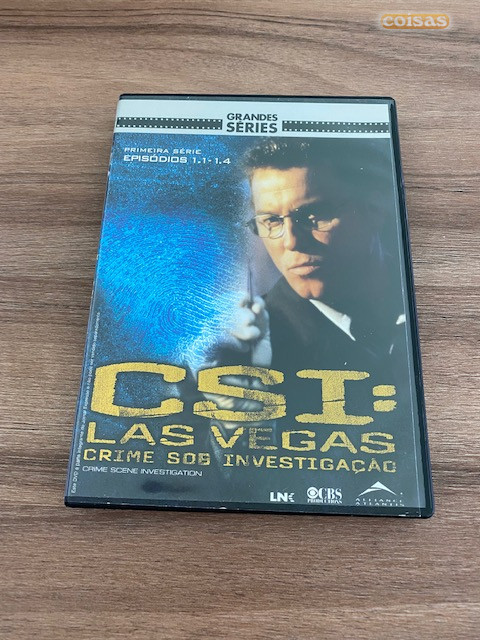 coisas
GRANDES
SÉRIES
PRIMEIRA SÉRIE
EPISÓDIOS 1.1-1.4
CSI:
LAS VEGAS
CRIME SOB INVESTIGAÇÃO
CRIME SCENE INVESTIGATION
LNK
CBS
PRODUCTIONS
ALLIANCE
ATLANTIS